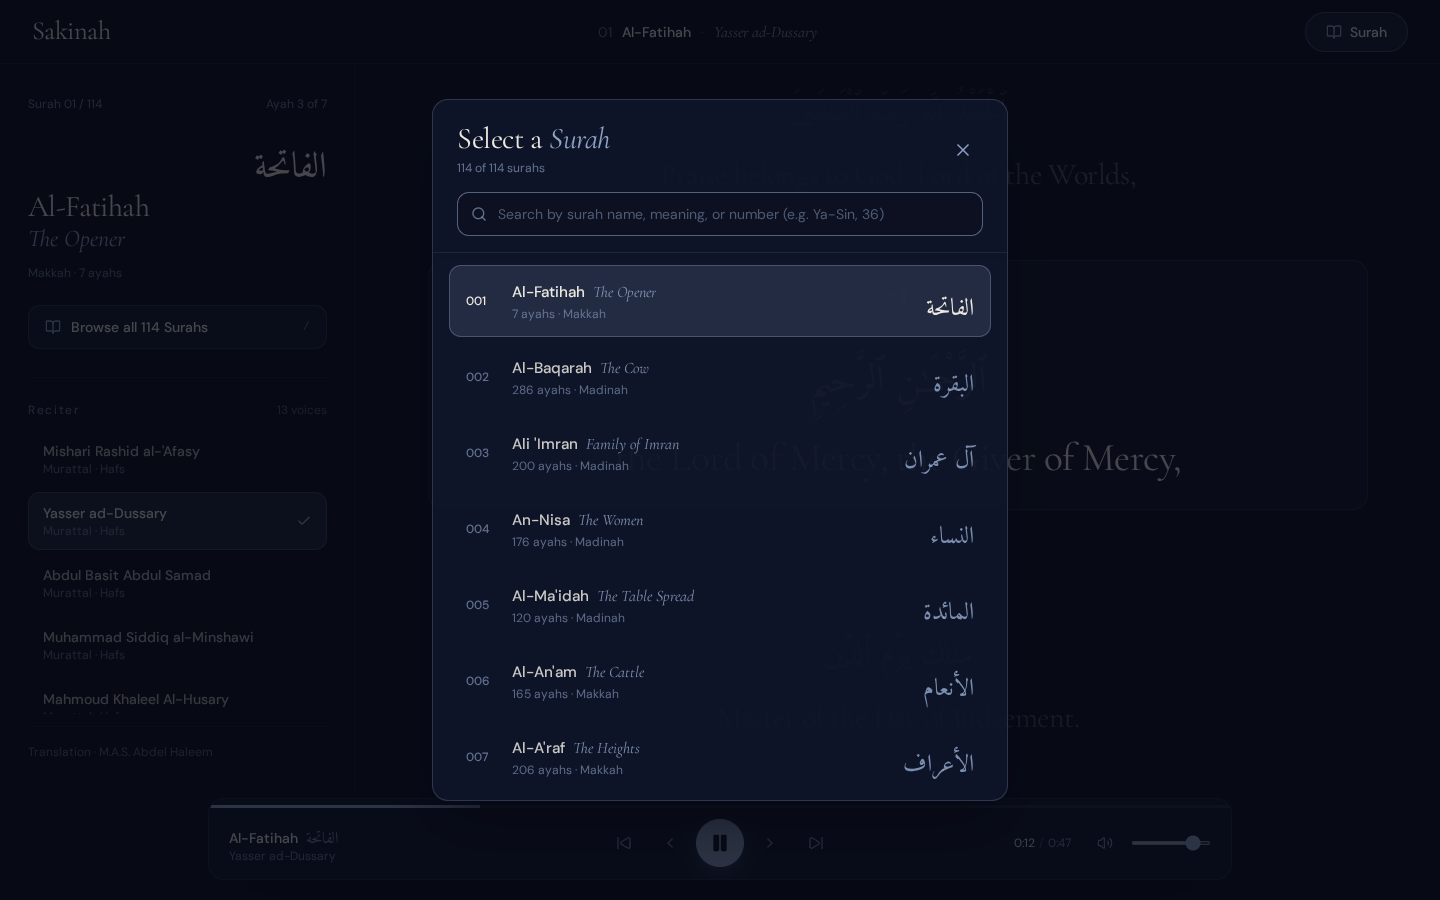 Sakinah
01 Al-Fatihah · Yasser ad-Dussary
Surah
Surah 01 / 114
Ayah 3 of 7
الفاتحة
Al-Fatihah
The Opener
Makkah · 7 ayahs
Browse all 114 Surahs /
Reciter
13 voices
Mishari Rashid al-'Afasy
Murattal · Hafs
Yasser ad-Dussary
Murattal · Hafs
Abdul Basit Abdul Samad
Murattal · Hafs
Muhammad Siddiq al-Minshawi
Murattal · Hafs
Mahmoud Khaleel Al-Husary
Translation · M.A.S. Abdel Haleem
Select a Surah
114 of 114 surahs
Search by surah name, meaning, or number (e.g. Ya-Sin, 36)
001 Al-Fatihah The Opener
7 ayahs · Makkah
الفاتحة
002 Al-Baqarah The Cow
286 ayahs · Madinah
البقرة
003 Ali 'Imran Family of Imran
200 ayahs · Madinah
آل عمران
004 An-Nisa The Women
176 ayahs · Madinah
النساء
005 Al-Ma'idah The Table Spread
120 ayahs · Madinah
المائدة
006 Al-An'am The Cattle
165 ayahs · Makkah
الأنعام
007 Al-A'raf The Heights
206 ayahs · Makkah
الأعراف
the Worlds,
of Mercy,
Al-Fatihah الفاتحة
Yasser ad-Dussary
0:12 / 0:47